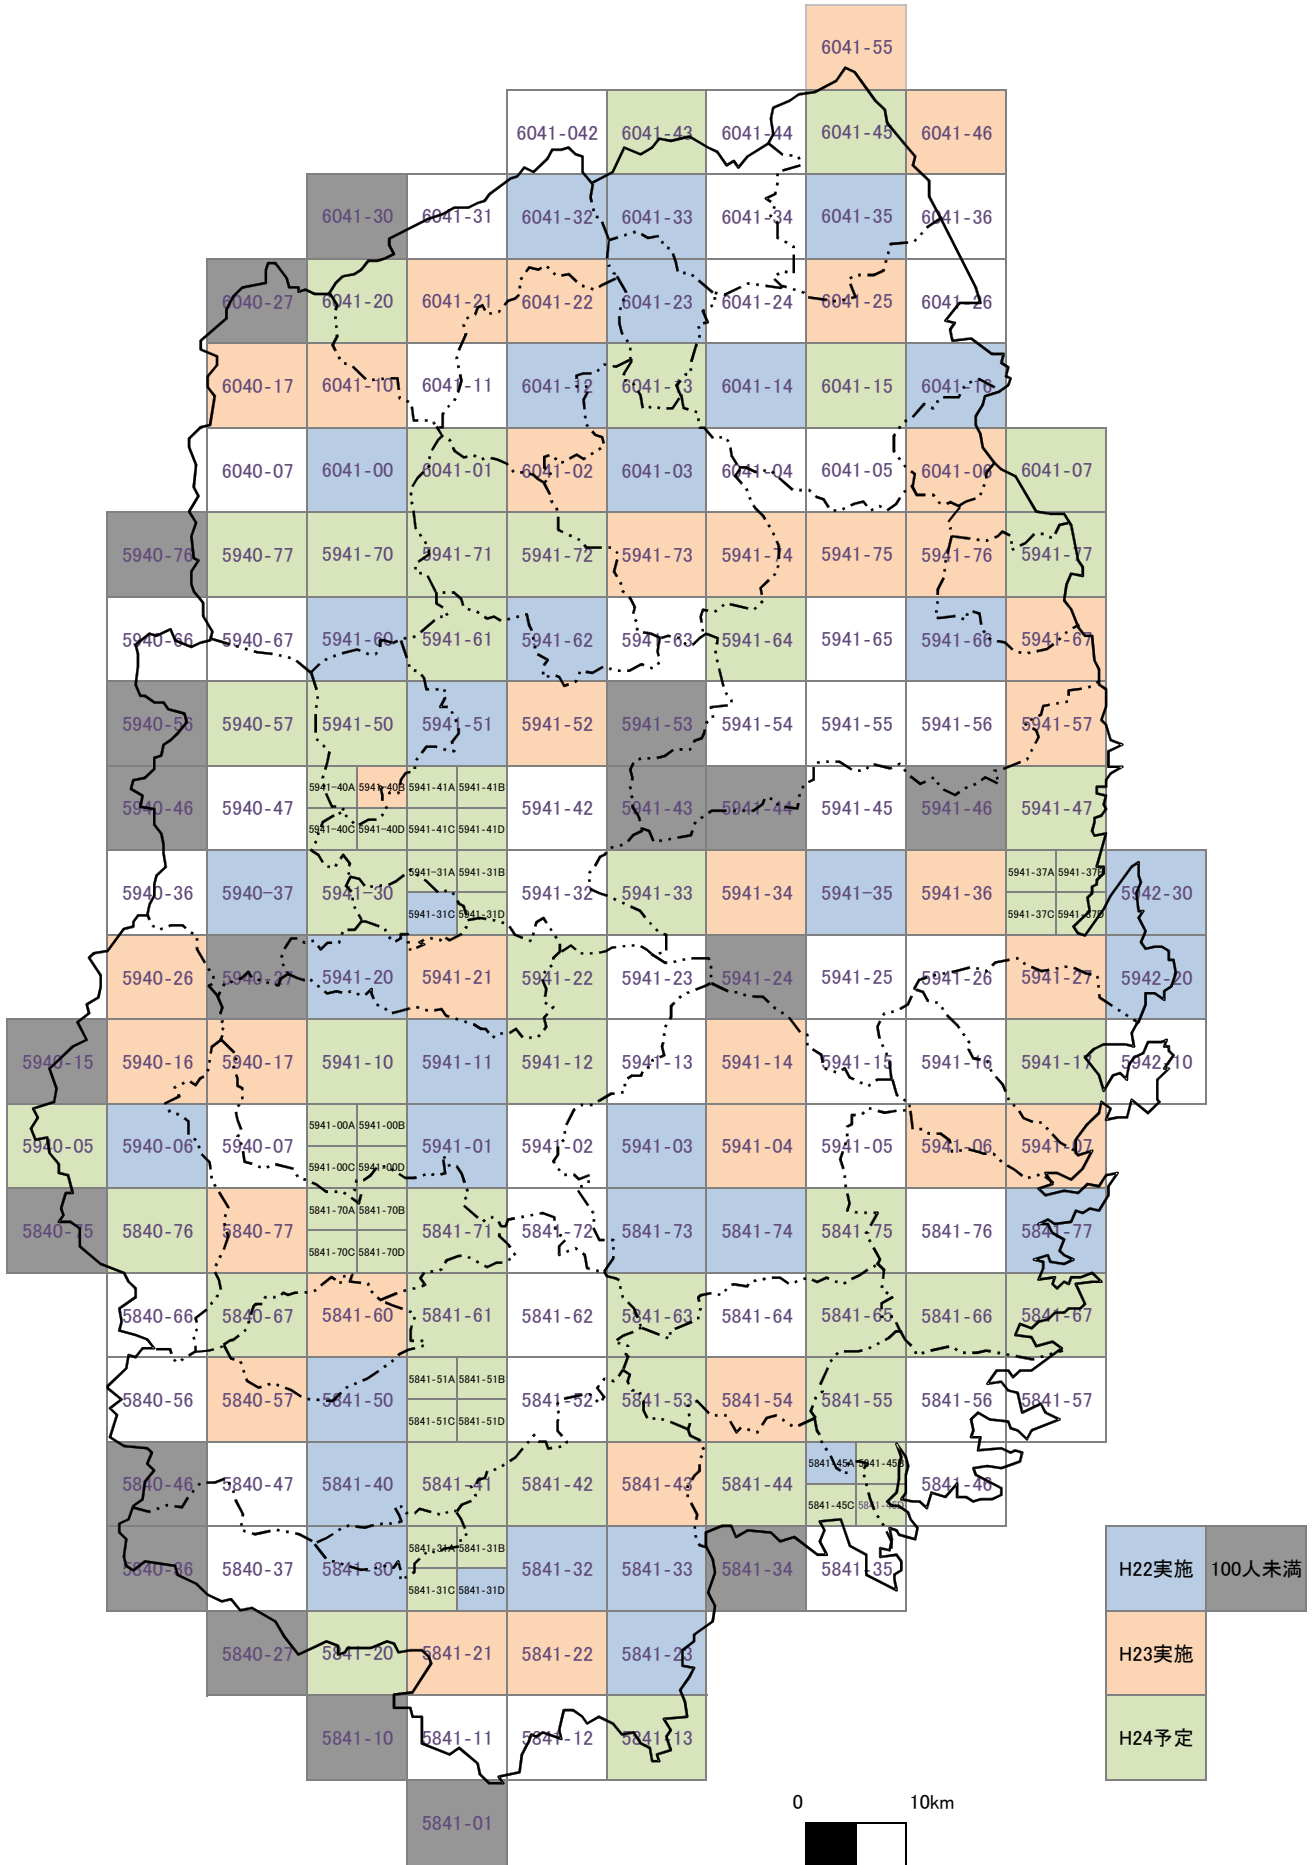 6041-55
6041-042 6041-43 6041-44 6041-45 6041-46
6041-30 6041-31 6041-32 6041-33 6041-34 6041-35 6041-36
6040-27 6041-20 6041-21 6041-22 6041-23 6041-24 6041-25 6041-26
6040-17 6041-10 6041-11 6041-12 6041-13 6041-14 6041-15 6041-16
6040-07 6041-00 6041-01 6041-02 6041-03 6041-04 6041-05 6041-06 6041-07
5940-76 5940-77 5941-70 5941-71 5941-72 5941-73 5941-74 5941-75 5941-76 5941-77
5940-66 5940-67 5941-60 5941-61 5941-62 5941-63 5941-64 5941-65 5941-66 5941-67
5940-56 5940-57 5941-50 5941-51 5941-52 5941-53 5941-54 5941-55 5941-56 5941-57
5941-40A 5941-40B 5941-41A 5941-41B
5940-46 5940-47 5941-42 5941-43 5941-44 5941-45 5941-46 5941-47
5941-40C 5941-40D 5941-41C 5941-41D
5941-31A 5941-31B 5941-37A 5941-37B
5940-36 5940-37 5941-30 5941-32 5941-33 5941-34 5941-35 5941-36 5942-30
5941-31C 5941-31D 5941-37C 5941-37D
5940-26 5940-27 5941-20 5941-21 5941-22 5941-23 5941-24 5941-25 5941-26 5941-27 5942-20
5940-15 5940-16 5940-17 5941-10 5941-11 5941-12 5941-13 5941-14 5941-15 5941-16 5941-17 5942-10
5941-00A 5941-00B
5940-05 5940-06 5940-07 5941-01 5941-02 5941-03 5941-04 5941-05 5941-06 5941-07
5941-00C 5941-00D
5841-70A 5841-70B
5840-75 5840-76 5840-77 5841-71 5841-72 5841-73 5841-74 5841-75 5841-76 5841-77
5841-70C 5841-70D
5840-66 5840-67 5841-60 5841-61 5841-62 5841-63 5841-64 5841-65 5841-66 5841-67
5841-51A 5841-51B
5840-56 5840-57 5841-50 5841-52 5841-53 5841-54 5841-55 5841-56 5841-57
5841-51C 5841-51D
5841-45A 5841-45B
5840-46 5840-47 5841-40 5841-41 5841-42 5841-43 5841-44 5841-46
5841-45C 5841-45D
5841-31A 5841-31B
5840-36 5840-37 5841-30 5841-32 5841-33 5841-34 5841-35 H22実施 100人未満
5841-31C 5841-31D
5840-27 5841-20 5841-21 5841-22 5841-23 H23実施
5841-10 5841-11 5841-12 5841-13 H24予定
0 10km
5841-01